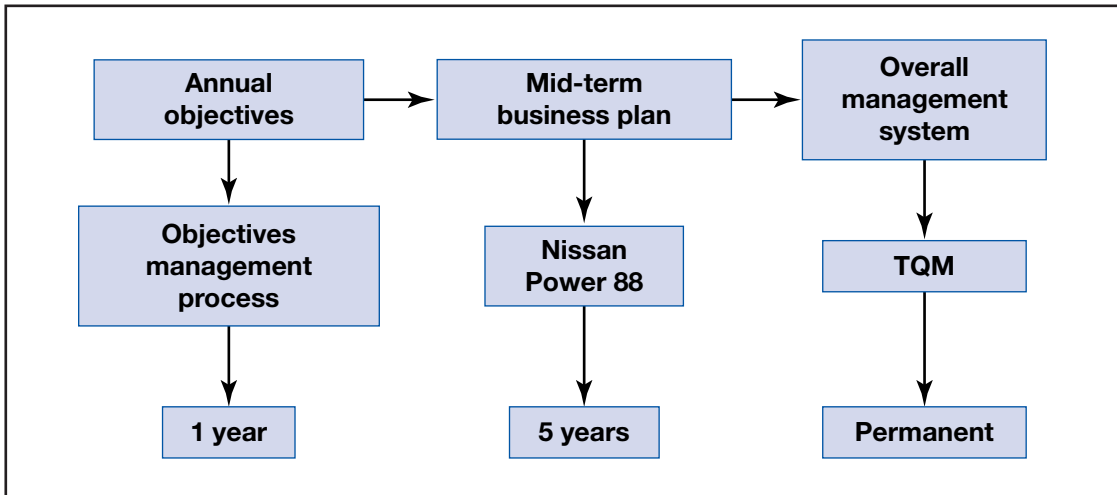 Annual
objectives
Mid-term
business plan
Overall
management
system
Objectives
management
process
Nissan
Power 88
TQM
1 year
5 years
Permanent